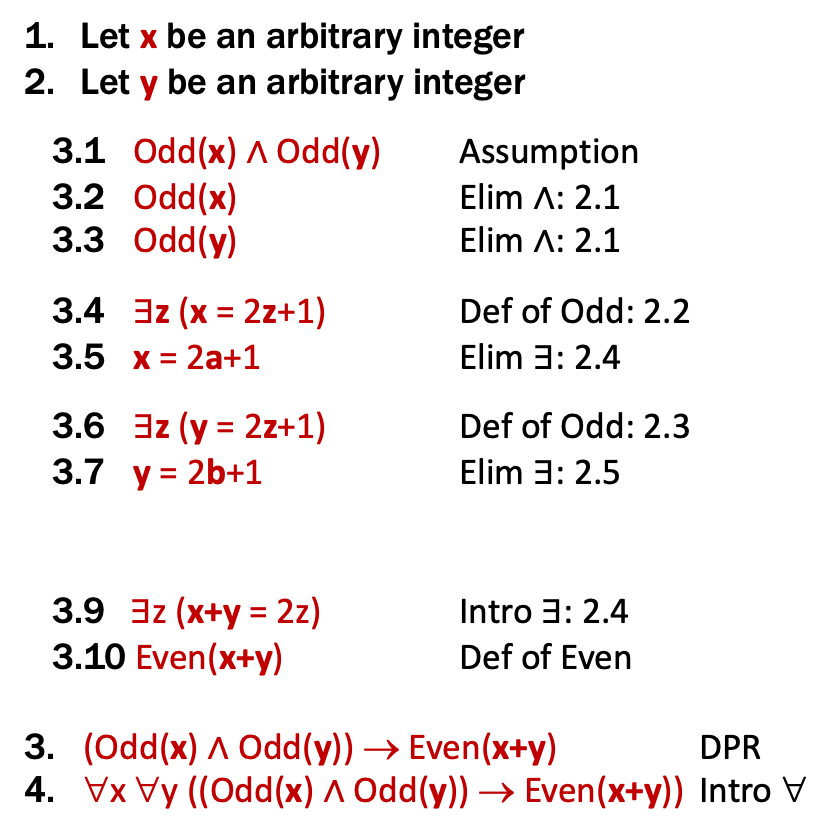 1. Let x be an arbitrary integer
2. Let y be an arbitrary integer
3.1 Odd(x) ∧ Odd(y) Assumption
3.2 Odd(x) Elim ∧: 2.1
3.3 Odd(y) Elim ∧: 2.1
3.4 ∃z (x = 2z+1) Def of Odd: 2.2
3.5 x = 2a+1 Elim ∃: 2.4
3.6 ∃z (y = 2z+1) Def of Odd: 2.3
3.7 y = 2b+1 Elim ∃: 2.5
3.9 ∃z (x+y = 2z) Intro ∃: 2.4
3.10 Even(x+y) Def of Even
3. (Odd(x) ∧ Odd(y)) → Even(x+y) DPR
4. ∀x ∀y ((Odd(x) ∧ Odd(y)) → Even(x+y)) Intro ∀